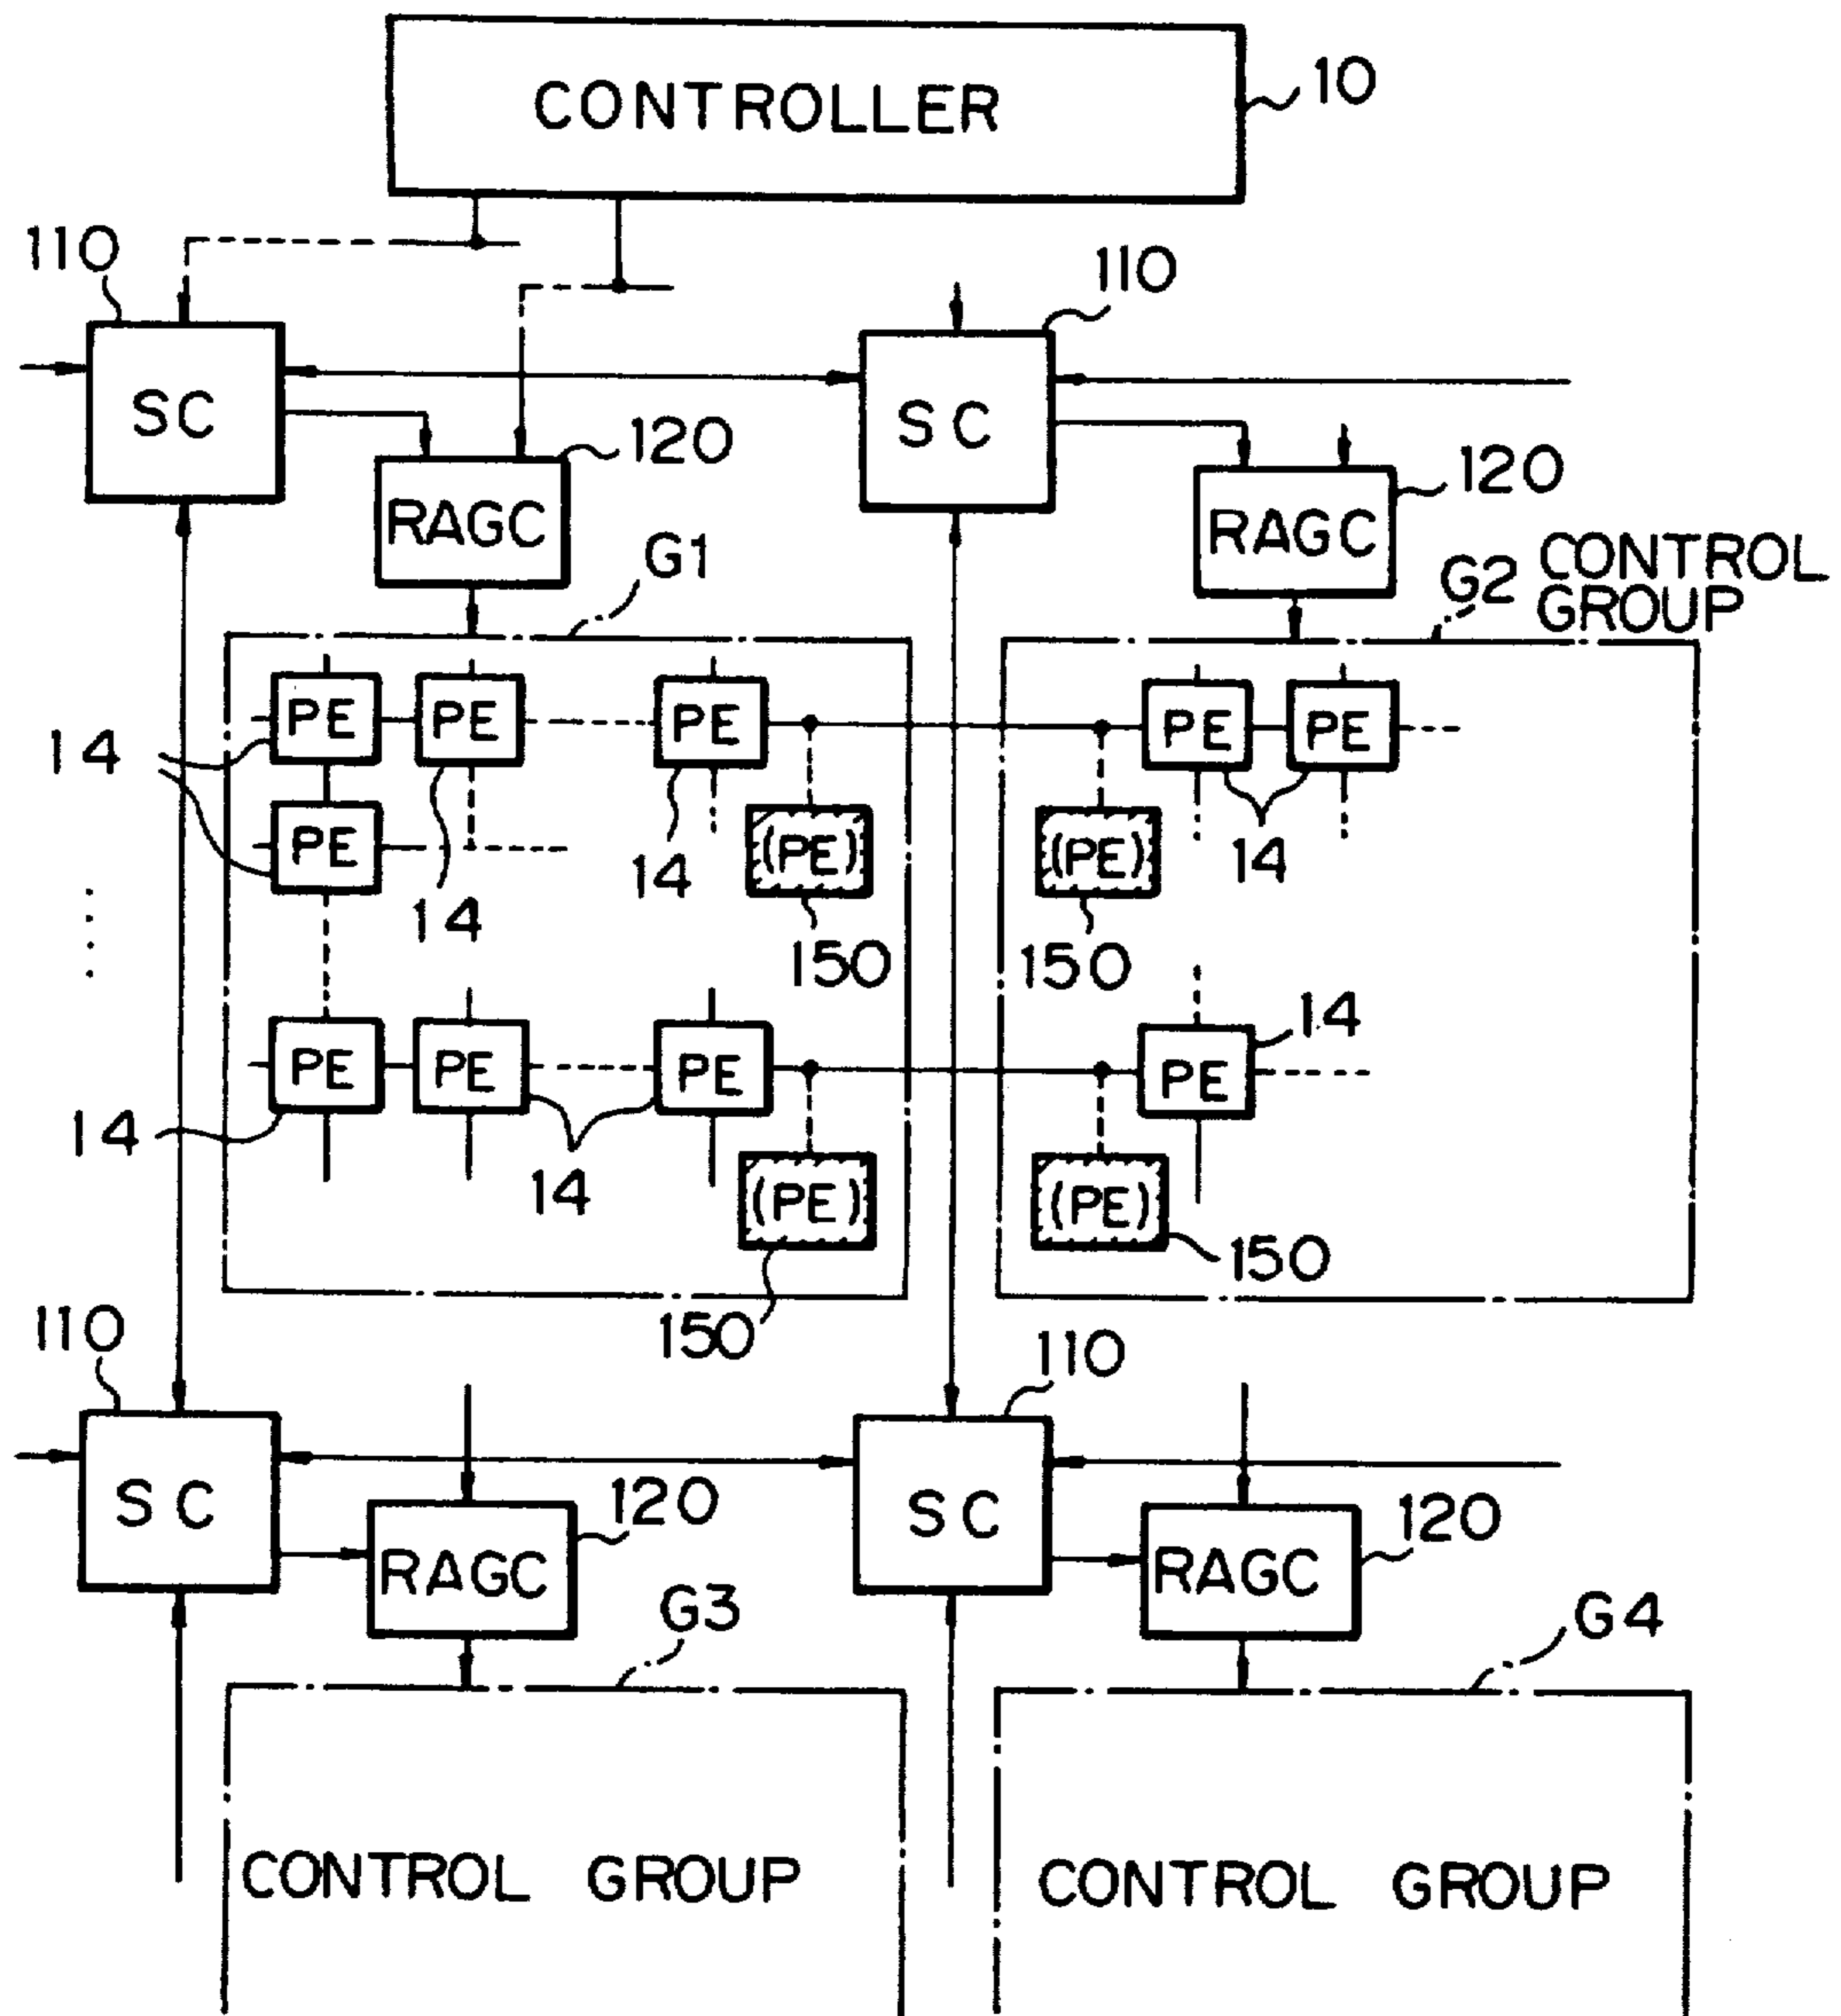 CONTROLLER
10
110
110
SC
SC
120
120
RAGC
RAGC
G1
G2
CONTROL
GROUP
PE
PE
PE
PE
PE
14
PE
(PE)
(PE)
14
14
14
150
150
PE
PE
PE
PE
14
14
14
(PE)
(PE)
150
150
110
110
SC
SC
120
120
RAGC
RAGC
G3
G4
CONTROL GROUP
CONTROL GROUP